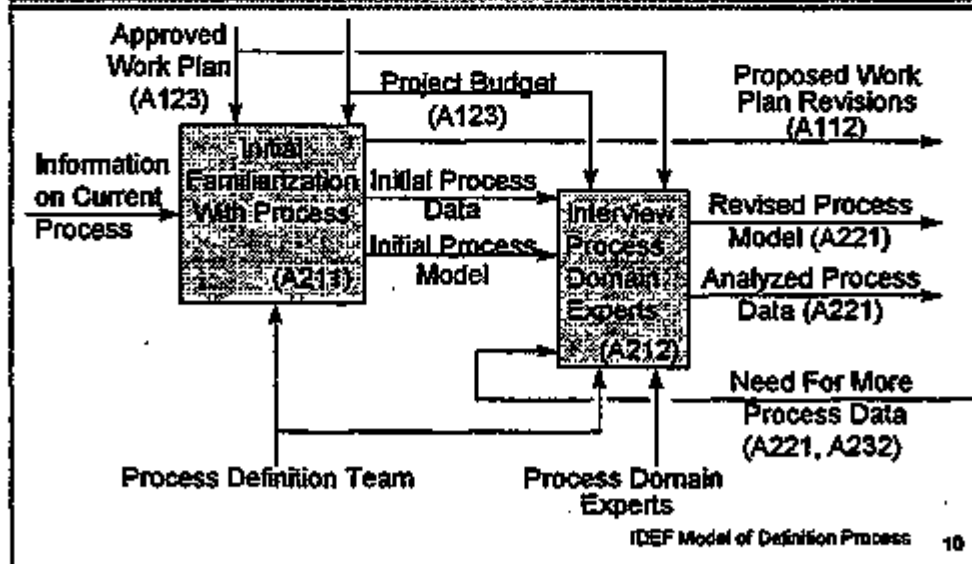 Approved
Work Plan
(A123)
Project Budget
(A123)
Proposed Work
Plan Revisions
(A112)
Information
on Current
Process
Initial
Familiarization
With Process
(A211)
Initial Process
Data
Initial Process
Model
Interview
Process
Domain
Experts
(A212)
Revised Process
Model (A221)
Analyzed Process
Data (A221)
Need For More
Process Data
(A221, A232)
Process Definition Team
Process Domain
Experts
IDEF Model of Definition Process 10